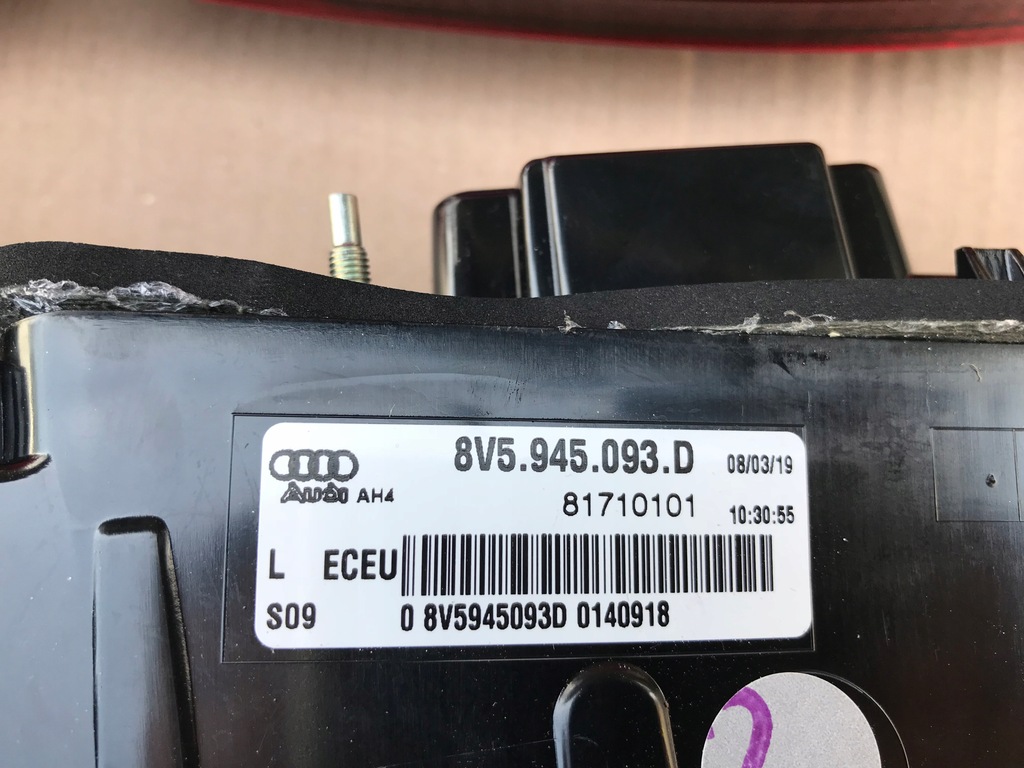 8V5.945.093.D 08/03/19
Audi AH4 81710101 10:30:55
L ECEU
S09 0 8V5945093D 0140918